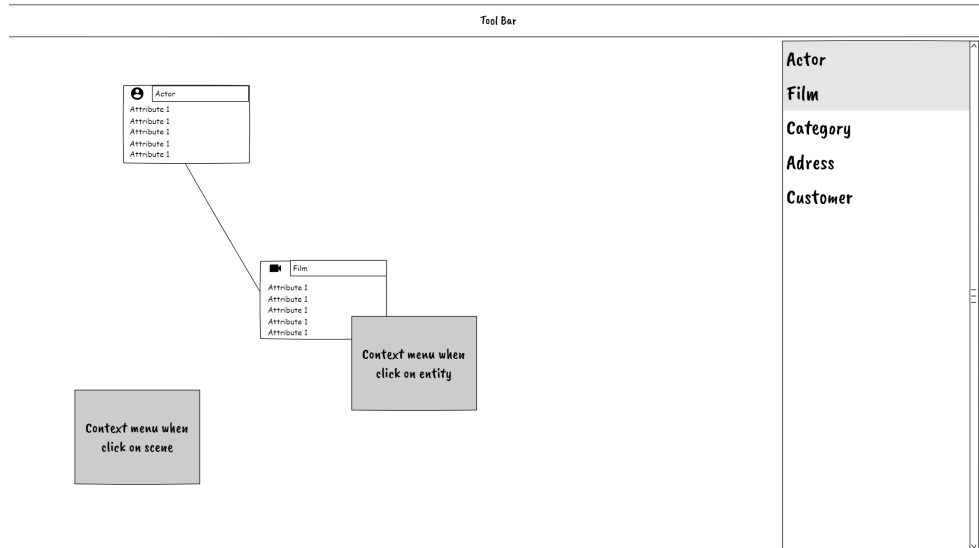 Tool Bar
Actor
Attribute 1
Attribute 1
Attribute 1
Attribute 1
Attribute 1
Film
Attribute 1
Attribute 1
Attribute 1
Attribute 1
Attribute 1
Context menu when
click on entity
Context menu when
click on scene
Actor
Film
Category
Adress
Customer